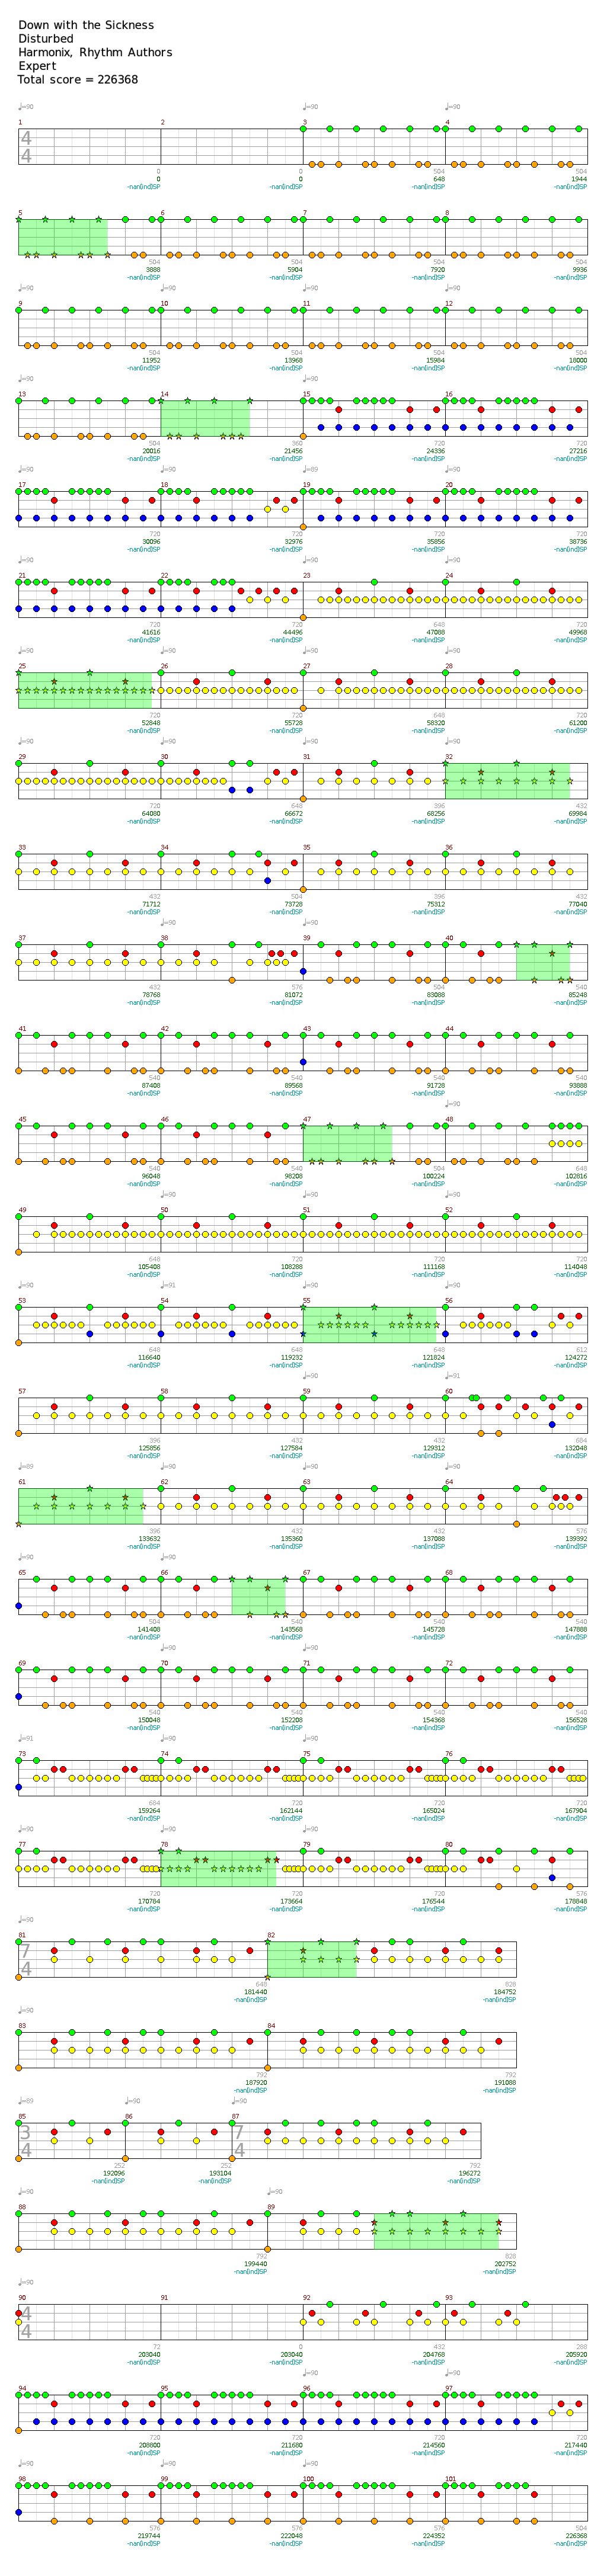 Down with the Sickness
Disturbed
Harmonix, Rhythm Authors
Expert
Total score = 226368
♩=90 ♩=90 ♩=90
1 2 3 4
4
4
0 0 504 504
0 0 648 1944
-nan(ind)SP -nan(ind)SP -nan(ind)SP -nan(ind)SP
5 6 7 8
504 504 504 504
3888 5904 7920 9936
-nan(ind)SP -nan(ind)SP -nan(ind)SP -nan(ind)SP
♩=90 ♩=90
9 10 11 12
504 504 504 504
11952 13968 15984 18000
-nan(ind)SP -nan(ind)SP -nan(ind)SP -nan(ind)SP
♩=90
13 14 15 16
504 360 720 720
20016 21456 24336 27216
-nan(ind)SP -nan(ind)SP -nan(ind)SP -nan(ind)SP
♩=90 ♩=90 ♩=89 ♩=90
17 18 19 20
720 720 720 720
30096 32976 35856 38736
-nan(ind)SP -nan(ind)SP -nan(ind)SP -nan(ind)SP
♩=90 ♩=90 ♩=90
21 22 23 24
720 720 648 720
41616 44496 47088 49968
-nan(ind)SP -nan(ind)SP -nan(ind)SP -nan(ind)SP
♩=90 ♩=90
25 26 27 28
720 720 648 720
52848 55728 58320 61200
-nan(ind)SP -nan(ind)SP -nan(ind)SP -nan(ind)SP
♩=90 ♩=90 ♩=90
29 30 31 32
720 648 396 432
64080 66672 68256 69984
-nan(ind)SP -nan(ind)SP -nan(ind)SP -nan(ind)SP
33 34 35 36
432 504 396 432
71712 73728 75312 77040
-nan(ind)SP -nan(ind)SP -nan(ind)SP -nan(ind)SP
♩=90 ♩=90
37 38 39 40
432 576 504 540
78768 81072 83088 85248
-nan(ind)SP -nan(ind)SP -nan(ind)SP -nan(ind)SP
41 42 43 44
540 540 540 540
87408 89568 91728 93888
-nan(ind)SP -nan(ind)SP -nan(ind)SP -nan(ind)SP
♩=90
45 46 47 48
540 540 504 648
96048 98208 100224 102816
-nan(ind)SP -nan(ind)SP -nan(ind)SP -nan(ind)SP
♩=90 ♩=90 ♩=90
49 50 51 52
648 720 720 720
105408 108288 111168 114048
-nan(ind)SP -nan(ind)SP -nan(ind)SP -nan(ind)SP
♩=90 ♩=91 ♩=90 ♩=90
53 54 55 56
648 648 648 612
116640 119232 121824 124272
-nan(ind)SP -nan(ind)SP -nan(ind)SP -nan(ind)SP
♩=90 ♩=91
57 58 59 60
396 432 432 684
125856 127584 129312 132048
-nan(ind)SP -nan(ind)SP -nan(ind)SP -nan(ind)SP
♩=89 ♩=90
61 62 63 64
396 432 432 576
133632 135360 137088 139392
-nan(ind)SP -nan(ind)SP -nan(ind)SP -nan(ind)SP
♩=90 ♩=90
65 66 67 68
504 540 540 540
141408 143568 145728 147888
-nan(ind)SP -nan(ind)SP -nan(ind)SP -nan(ind)SP
♩=90 ♩=90
69 70 71 72
540 540 540 540
150048 152208 154368 156528
-nan(ind)SP -nan(ind)SP -nan(ind)SP -nan(ind)SP
♩=91 ♩=90 ♩=90 ♩=90
73 74 75 76
684 720 720 720
159264 162144 165024 167904
-nan(ind)SP -nan(ind)SP -nan(ind)SP -nan(ind)SP
♩=90 ♩=90
77 78 79 80
720 720 720 576
170784 173664 176544 178848
-nan(ind)SP -nan(ind)SP -nan(ind)SP -nan(ind)SP
♩=90
81 82
7
4
648 828
181440 184752
-nan(ind)SP -nan(ind)SP
♩=90
83 84
792 792
187920 191088
-nan(ind)SP -nan(ind)SP
♩=89 ♩=90 ♩=90
85 86 87
3 7
4 4
252 252 792
192096 193104 196272
-nan(ind)SP -nan(ind)SP -nan(ind)SP
♩=90 ♩=90
88 89
792 828
199440 202752
-nan(ind)SP -nan(ind)SP
♩=90
90 91 92 93
4
4
72 0 432 288
203040 203040 204768 205920
-nan(ind)SP -nan(ind)SP -nan(ind)SP -nan(ind)SP
♩=90 ♩=90
94 95 96 97
720 720 720 720
208800 211680 214560 217440
-nan(ind)SP -nan(ind)SP -nan(ind)SP -nan(ind)SP
♩=90 ♩=90 ♩=90
98 99 100 101
576 576 576 504
219744 222048 224352 226368
-nan(ind)SP -nan(ind)SP -nan(ind)SP -nan(ind)SP